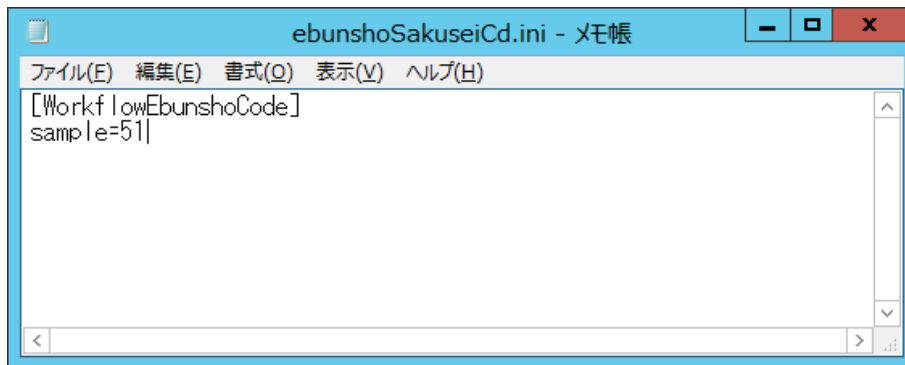 ebunshoSakuseiCd.ini - メモ帳
ファイル(F) 編集(E) 書式(O) 表示(V) ヘルプ(H)
[WorkflowEbunshoCode]
sample=51